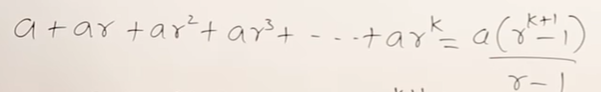 a + ar + ar² + ar³ + - - - + arᵏ = a(rᵏ⁺¹ - 1) / r - 1